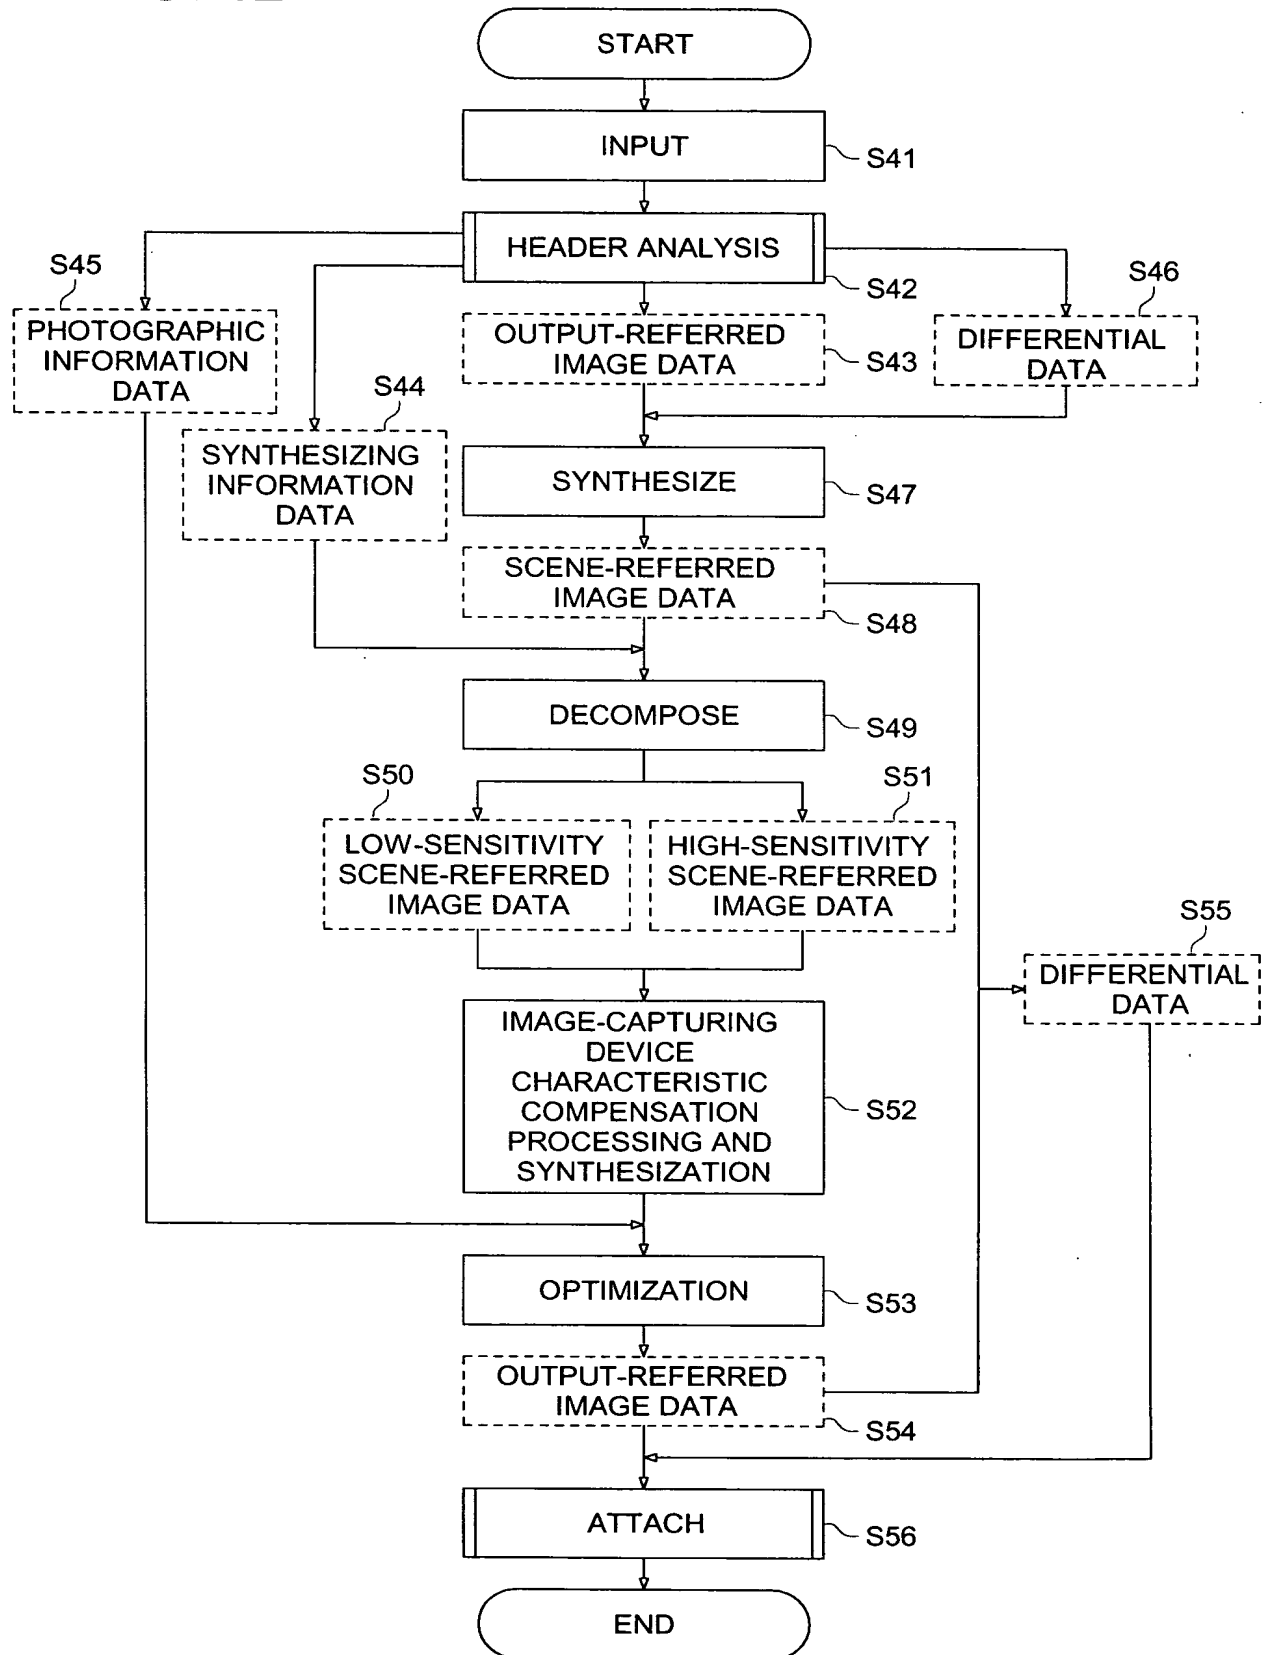 START
INPUT
S41
HEADER ANALYSIS
S42
S45
PHOTOGRAPHIC
INFORMATION
DATA
OUTPUT-REFERRED
IMAGE DATA
S43
S46
DIFFERENTIAL
DATA
S44
SYNTHESIZING
INFORMATION
DATA
SYNTHESIZE
S47
SCENE-REFERRED
IMAGE DATA
S48
DECOMPOSE
S49
S50
LOW-SENSITIVITY
SCENE-REFERRED
IMAGE DATA
S51
HIGH-SENSITIVITY
SCENE-REFERRED
IMAGE DATA
S55
DIFFERENTIAL
DATA
IMAGE-CAPTURING
DEVICE
CHARACTERISTIC
COMPENSATION
PROCESSING AND
SYNTHESIZATION
S52
OPTIMIZATION
S53
OUTPUT-REFERRED
IMAGE DATA
S54
ATTACH
S56
END